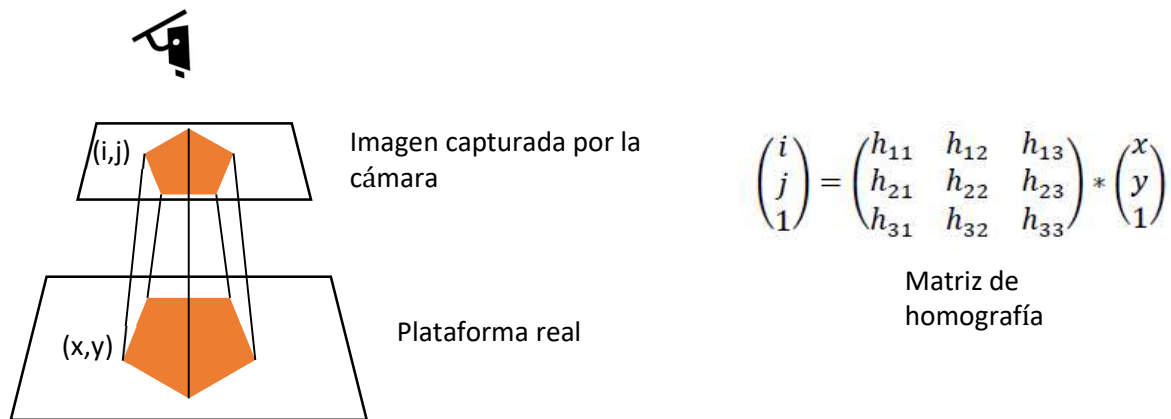 (i,j)
Imagen capturada por la
cámara
(x,y)
Plataforma real
(i j 1) = (h₁₁ h₁₂ h₁₃ h₂₁ h₂₂ h₂₃ h₃₁ h₃₂ h₃₃) * (x y 1)
Matriz de
homografía